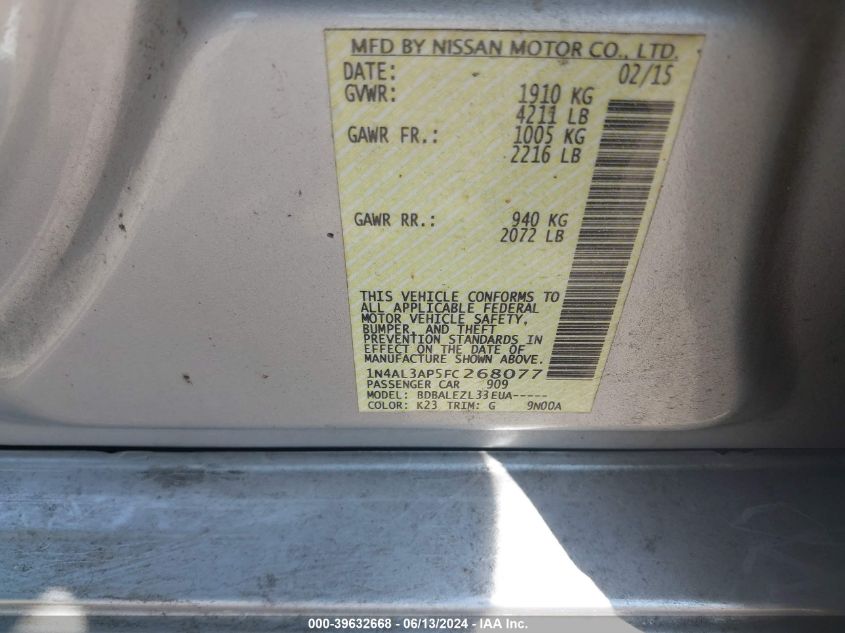 MFD BY NISSAN MOTOR CO., LTD.
DATE: 02/15
GVWR: 1910 KG
4211 LB
GAWR FR.: 1005 KG
2216 LB
GAWR RR.: 940 KG
2072 LB
THIS VEHICLE CONFORMS TO
ALL APPLICABLE FEDERAL
MOTOR VEHICLE SAFETY,
BUMPER, AND THEFT
PREVENTION STANDARDS IN
EFFECT ON THE DATE OF
MANUFACTURE SHOWN ABOVE.
1N4AL3AP5FC268077
PASSENGER CAR 909
MODEL: BDBALEZL33EUA-----
COLOR: K23 TRIM: G 9N00A
000-39632668 - 06/13/2024 - IAA Inc.